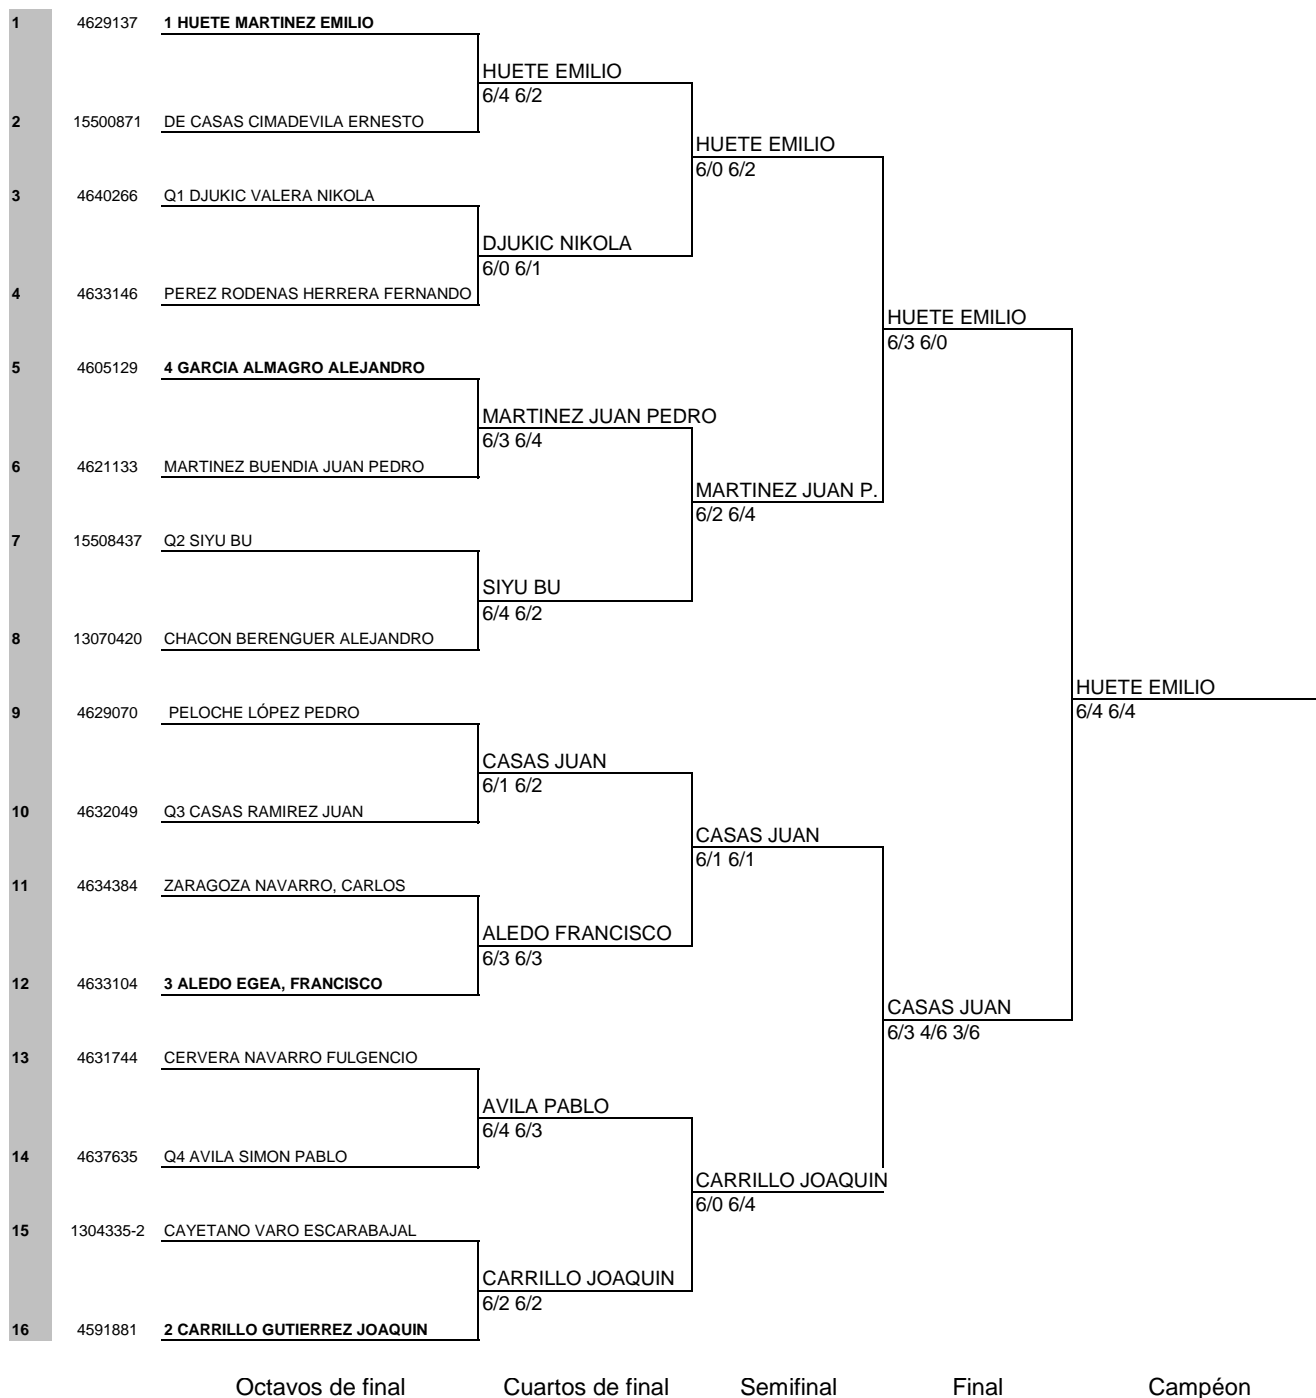 1 4629137 1 HUETE MARTINEZ EMILIO
HUETE EMILIO
6/4 6/2
2 15500871 DE CASAS CIMADEVILA ERNESTO
HUETE EMILIO
6/0 6/2
3 4640266 Q1 DJUKIC VALERA NIKOLA
DJUKIC NIKOLA
6/0 6/1
4 4633146 PEREZ RODENAS HERRERA FERNANDO
HUETE EMILIO
6/3 6/0
5 4605129 4 GARCIA ALMAGRO ALEJANDRO
MARTINEZ JUAN PEDRO
6/3 6/4
6 4621133 MARTINEZ BUENDIA JUAN PEDRO
MARTINEZ JUAN P.
6/2 6/4
7 15508437 Q2 SIYU BU
SIYU BU
6/4 6/2
8 13070420 CHACON BERENGUER ALEJANDRO
HUETE EMILIO
6/4 6/4
9 4629070 PELOCHE LÓPEZ PEDRO
CASAS JUAN
6/1 6/2
10 4632049 Q3 CASAS RAMIREZ JUAN
CASAS JUAN
6/1 6/1
11 4634384 ZARAGOZA NAVARRO, CARLOS
ALEDO FRANCISCO
6/3 6/3
12 4633104 3 ALEDO EGEA, FRANCISCO
CASAS JUAN
6/3 4/6 3/6
13 4631744 CERVERA NAVARRO FULGENCIO
AVILA PABLO
6/4 6/3
14 4637635 Q4 AVILA SIMON PABLO
CARRILLO JOAQUIN
6/0 6/4
15 1304335-2 CAYETANO VARO ESCARABAJAL
CARRILLO JOAQUIN
6/2 6/2
16 4591881 2 CARRILLO GUTIERREZ JOAQUIN
Octavos de final Cuartos de final Semifinal Final Campéon